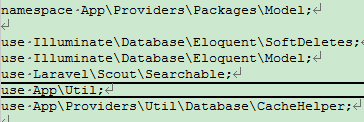 namespace App\Providers\Packages\Model;

use Illuminate\Database\Eloquent\SoftDeletes;
use Illuminate\Database\Eloquent\Model;
use Laravel\Scout\Searchable;
use App\Util;
use App\Providers\Util\Database\CacheHelper;